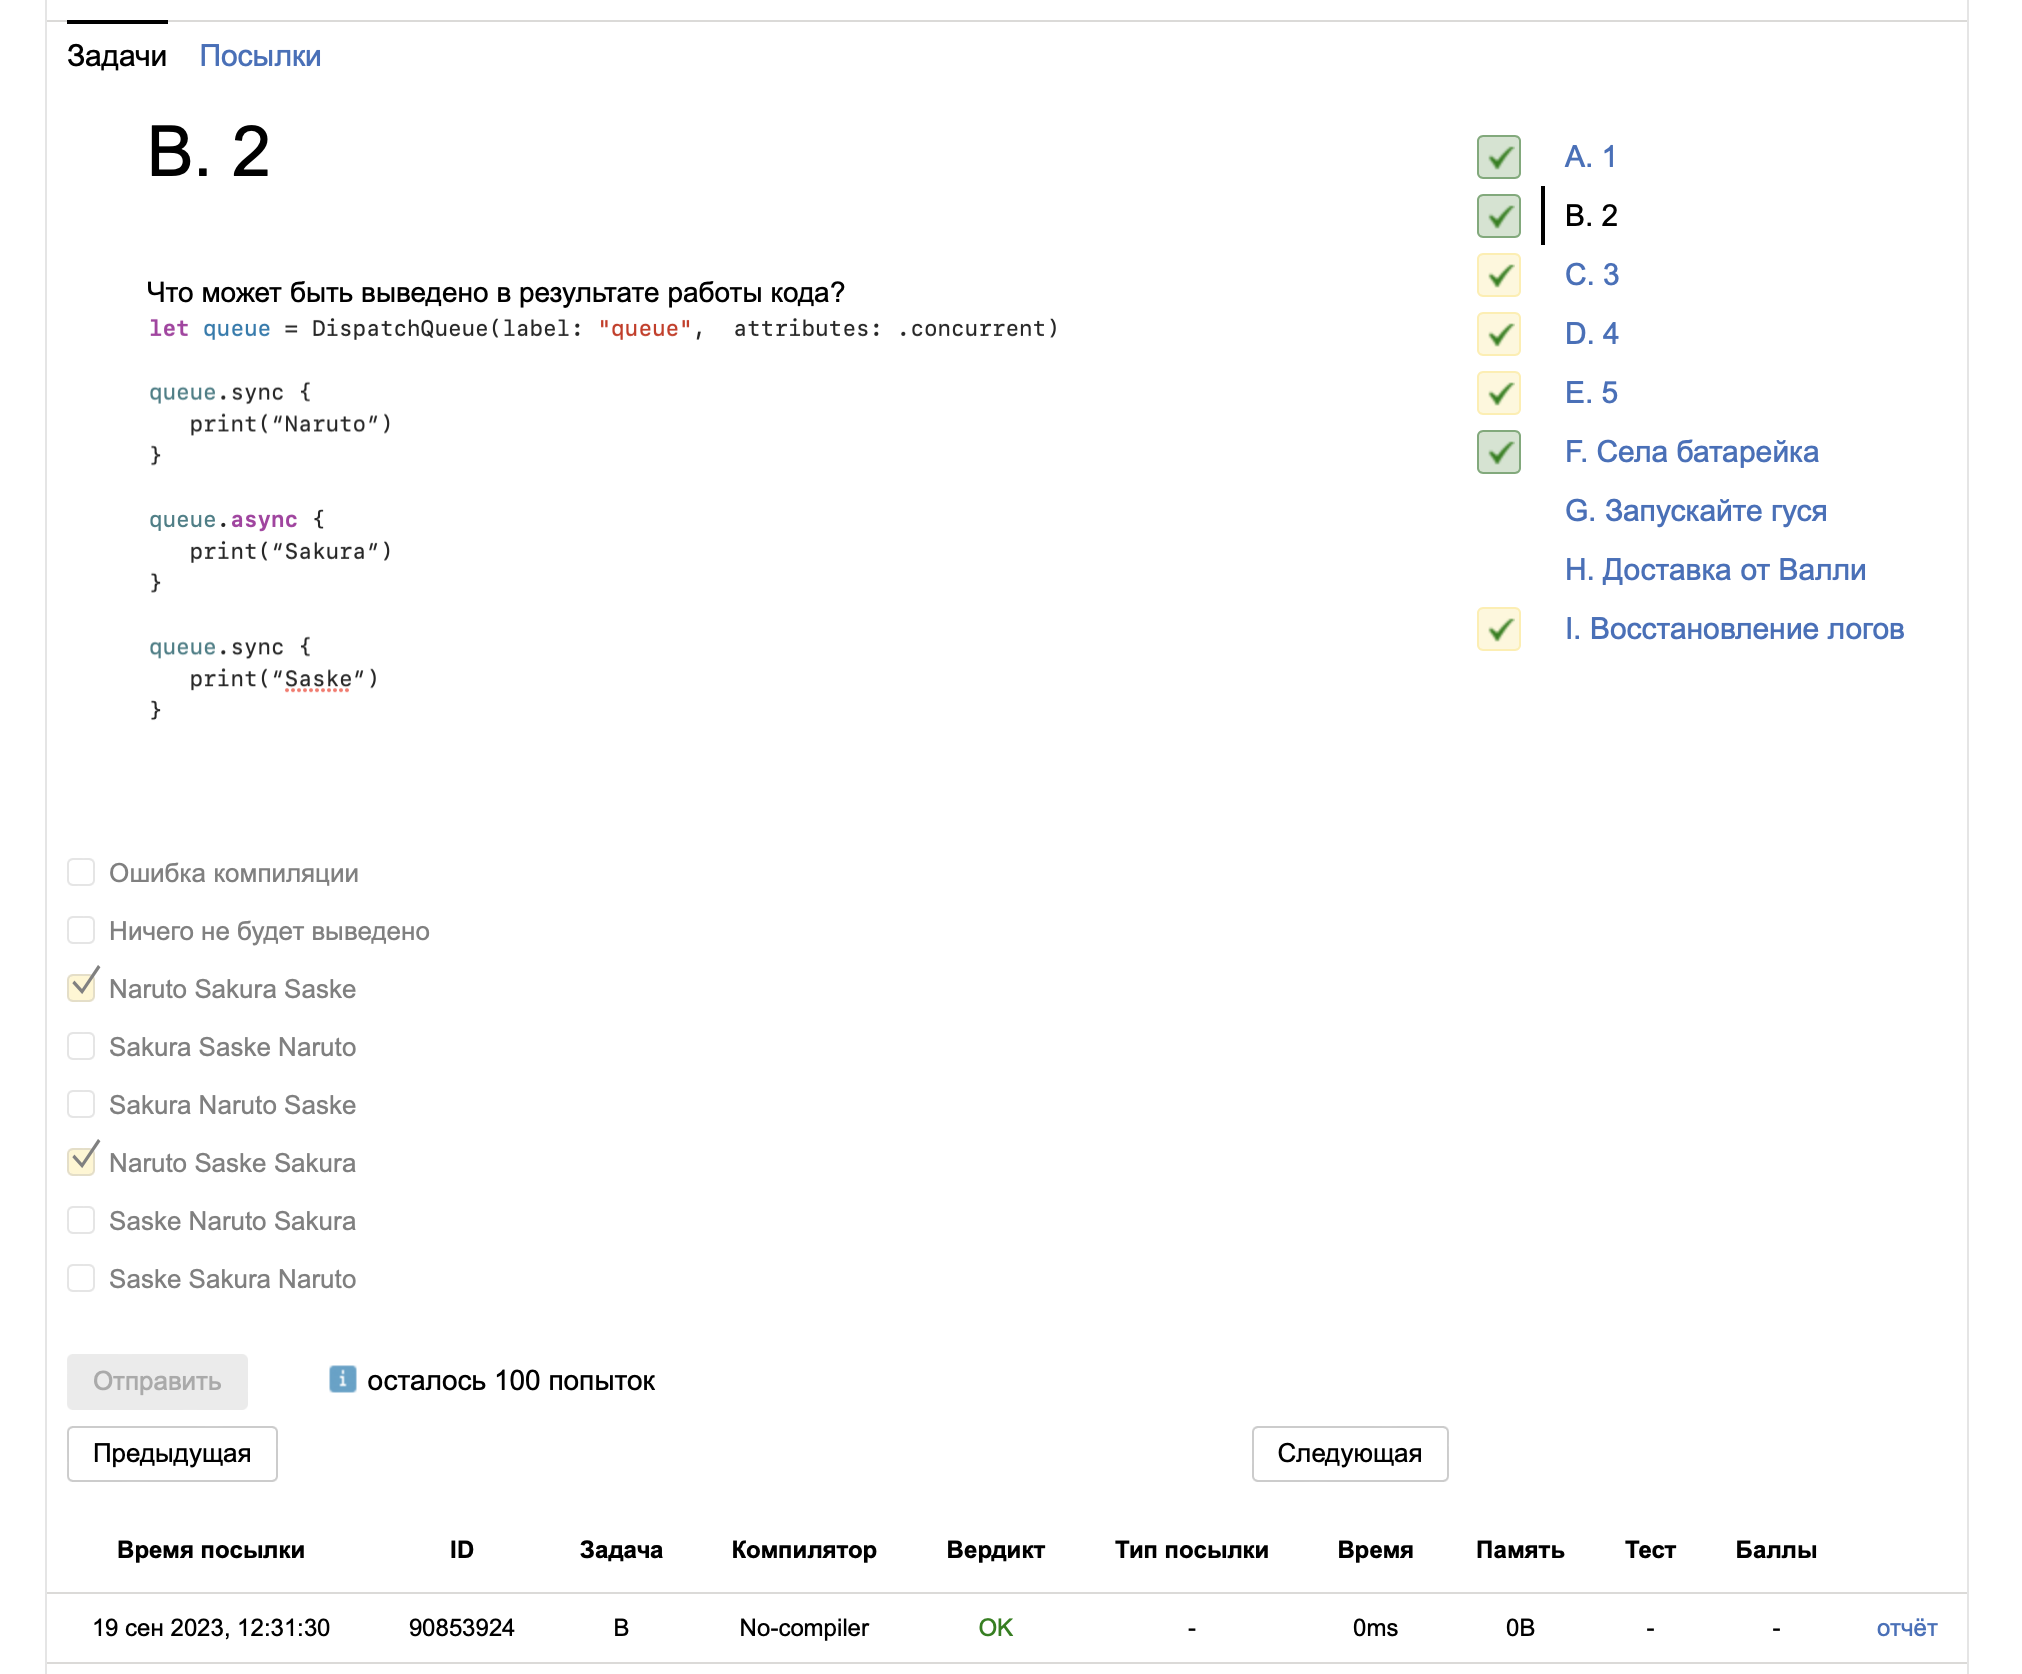 Задачи Посылки
B. 2
Что может быть выведено в результате работы кода?
let queue = DispatchQueue(label: "queue",  attributes: .concurrent)
queue.sync {
   print(“Naruto”)
}
queue.async {
   print(“Sakura”)
}
queue.sync {
   print(“Saske”)
}
Ошибка компиляции
Ничего не будет выведено
Naruto Sakura Saske
Sakura Saske Naruto
Sakura Naruto Saske
Naruto Saske Sakura
Saske Naruto Sakura
Saske Sakura Naruto
Отправить
i осталось 100 попыток
Предыдущая
Следующая
A. 1
B. 2
C. 3
D. 4
E. 5
F. Села батарейка
G. Запускайте гуся
H. Доставка от Валли
I. Восстановление логов
Время посылки ID Задача Компилятор Вердикт Тип посылки Время Память Тест Баллы
19 сен 2023, 12:31:30 90853924 B No-compiler OK - 0ms 0B - - отчёт